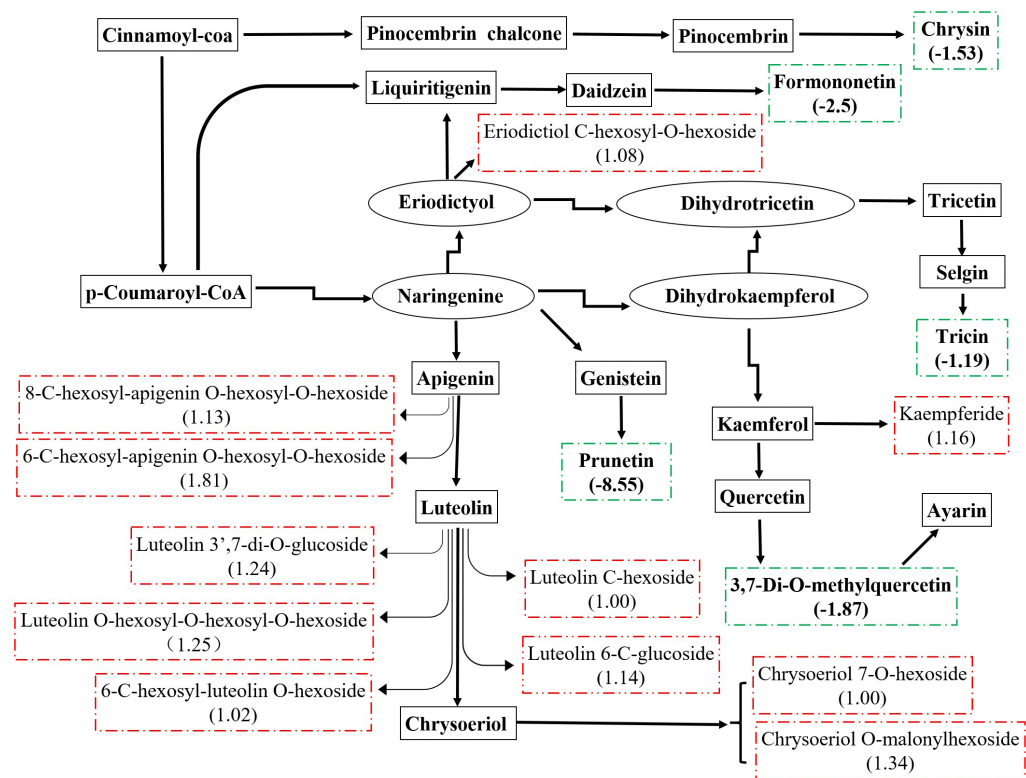 Cinnamoyl-coa
Pinocembrin chalcone
Pinocembrin
Chrysin
(-1.53)
Liquiritigenin
Daidzein
Formononetin
(-2.5)
Eriodictiol C-hexosyl-O-hexoside
(1.08)
Eriodictyol
Dihydrotricetin
Tricetin
Selgin
p-Coumaroyl-CoA
Naringenine
Dihydrokaempferol
Tricin
(-1.19)
Apigenin
Genistein
8-C-hexosyl-apigenin O-hexosyl-O-hexoside
(1.13)
Kaemferol
Kaempferide
(1.16)
6-C-hexosyl-apigenin O-hexosyl-O-hexoside
(1.81)
Prunetin
(-8.55)
Quercetin
Luteolin
Ayarin
Luteolin 3’,7-di-O-glucoside
(1.24)
Luteolin C-hexoside
(1.00)
3,7-Di-O-methylquercetin
(-1.87)
Luteolin O-hexosyl-O-hexosyl-O-hexoside
（1.25）
Luteolin 6-C-glucoside
(1.14)
6-C-hexosyl-luteolin O-hexoside
(1.02)
Chrysoeriol 7-O-hexoside
(1.00)
Chrysoeriol
Chrysoeriol O-malonylhexoside
(1.34)